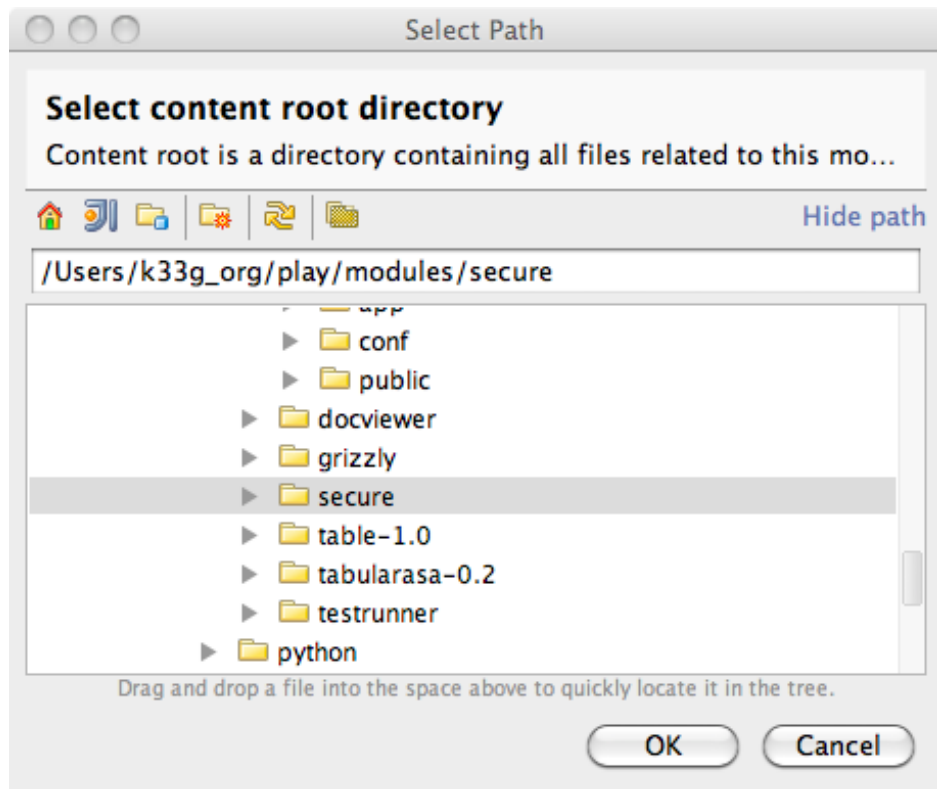 Select Path
Select content root directory
Content root is a directory containing all files related to this mo...
Hide path
/Users/k33g_org/play/modules/secure
app
conf
public
docviewer
grizzly
secure
table-1.0
tabularasa-0.2
testrunner
python
Drag and drop a file into the space above to quickly locate it in the tree.
OK
Cancel